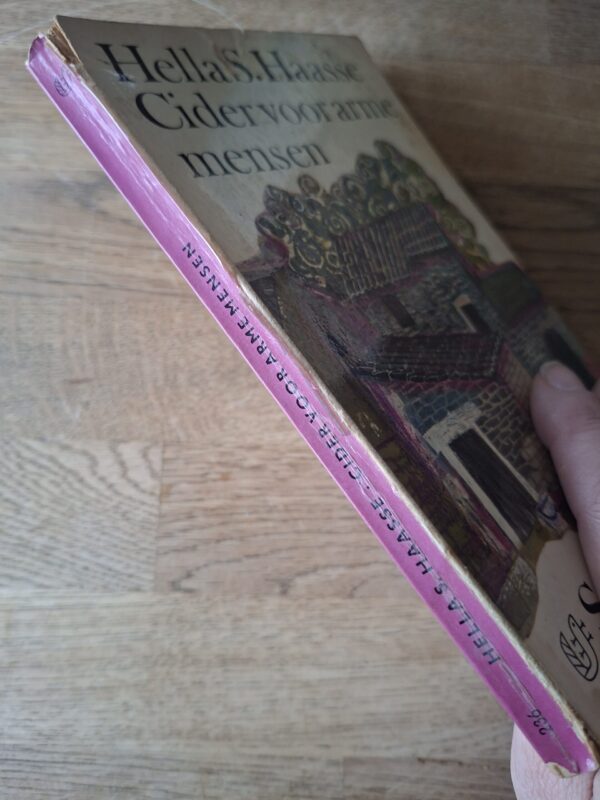 Hella S. Haasse
Cider voor arme
mensen
HELLA S. HAASSE · CIDER VOOR ARME MENSEN
236
S